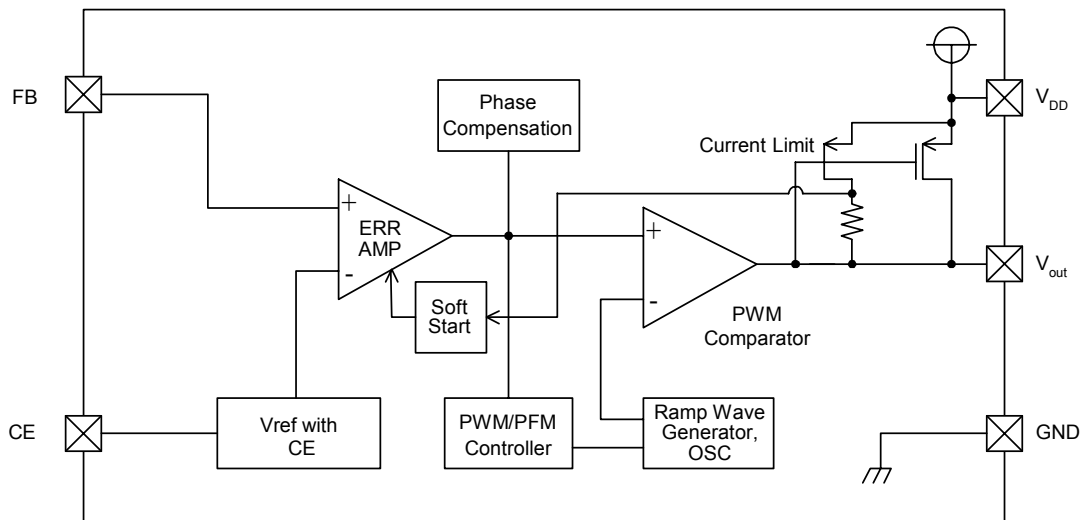 FB
Phase
Compensation
V_DD
Current Limit
+
ERR
AMP
-
+
-
V_out
Soft
Start
PWM
Comparator
CE
Vref with
CE
PWM/PFM
Controller
Ramp Wave
Generator,
OSC
GND